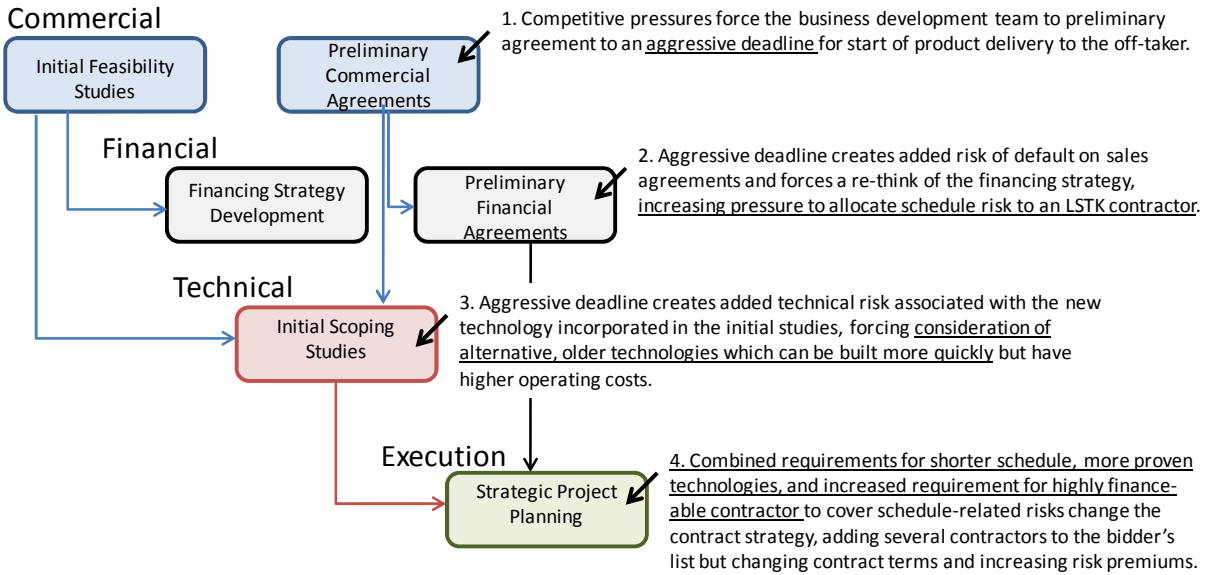 Commercial
1. Competitive pressures force the business development team to preliminary
agreement to an aggressive deadline for start of product delivery to the off-taker.
Initial Feasibility
Studies
Preliminary
Commercial
Agreements
Financial
2. Aggressive deadline creates added risk of default on sales
agreements and forces a re-think of the financing strategy,
increasing pressure to allocate schedule risk to an LSTK contractor.
Financing Strategy
Development
Preliminary
Financial
Agreements
Technical
3. Aggressive deadline creates added technical risk associated with the new
technology incorporated in the initial studies, forcing consideration of
alternative, older technologies which can be built more quickly but have
higher operating costs.
Initial Scoping
Studies
Execution
4. Combined requirements for shorter schedule, more proven
technologies, and increased requirement for highly finance-
able contractor to cover schedule-related risks change the
contract strategy, adding several contractors to the bidder’s
list but changing contract terms and increasing risk premiums.
Strategic Project
Planning